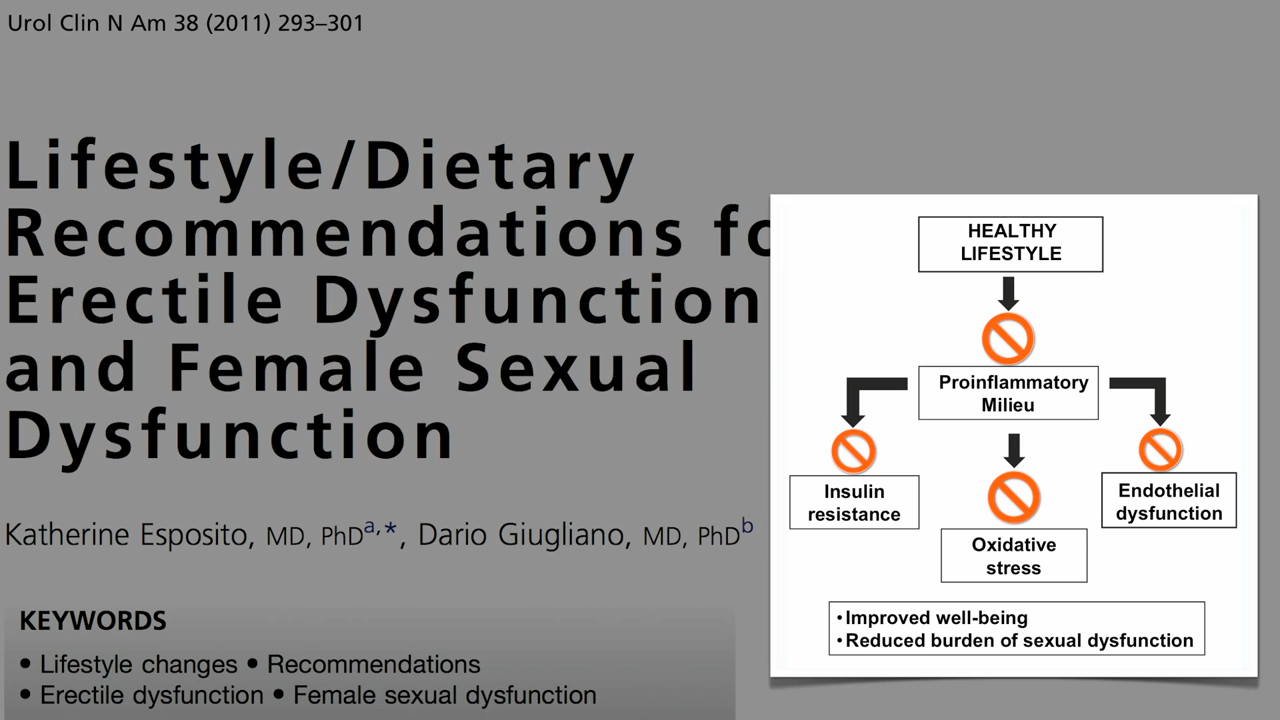 Urol Clin N Am 38 (2011) 293–301
Lifestyle/Dietary
Recommendations
Erectile Dysfunction
and Female Sexual
Dysfunction
Katherine Esposito, MD, PhDa,*, Dario Giugliano, MD, PhDb
KEYWORDS
• Lifestyle changes • Recommendations
• Erectile dysfunction • Female sexual dysfunction
HEALTHY
LIFESTYLE
Proinflammatory
Milieu
Insulin
resistance
Oxidative
stress
Endothelial
dysfunction
•Improved well-being
•Reduced burden of sexual dysfunction